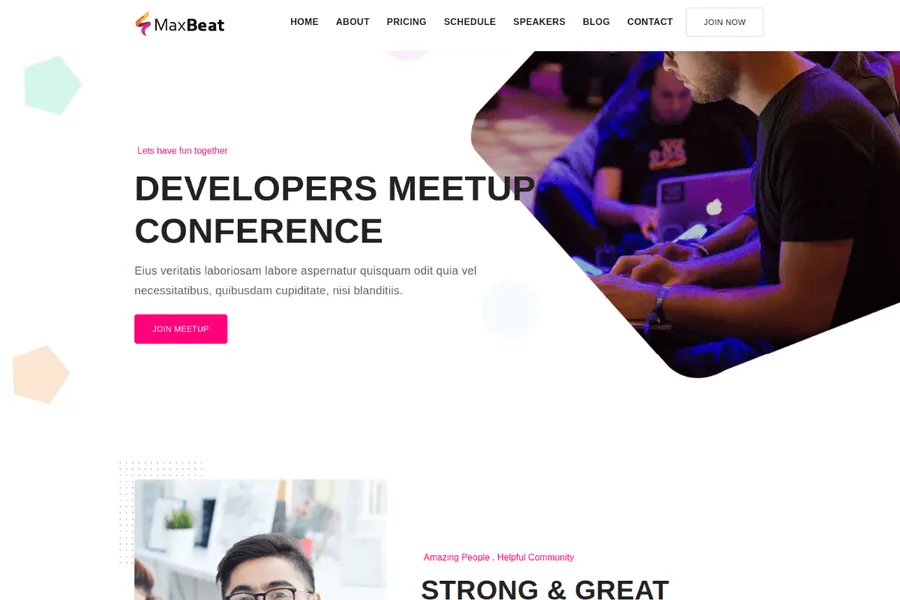 MaxBeat
HOME ABOUT PRICING SCHEDULE SPEAKERS BLOG CONTACT JOIN NOW
Lets have fun together
DEVELOPERS MEETUP
CONFERENCE
Eius veritatis laboriosam labore aspernatur quisquam odit quia vel
necessitatibus, quibusdam cupiditate, nisi blanditiis.
JOIN MEETUP
Amazing People . Helpful Community
STRONG & GREAT